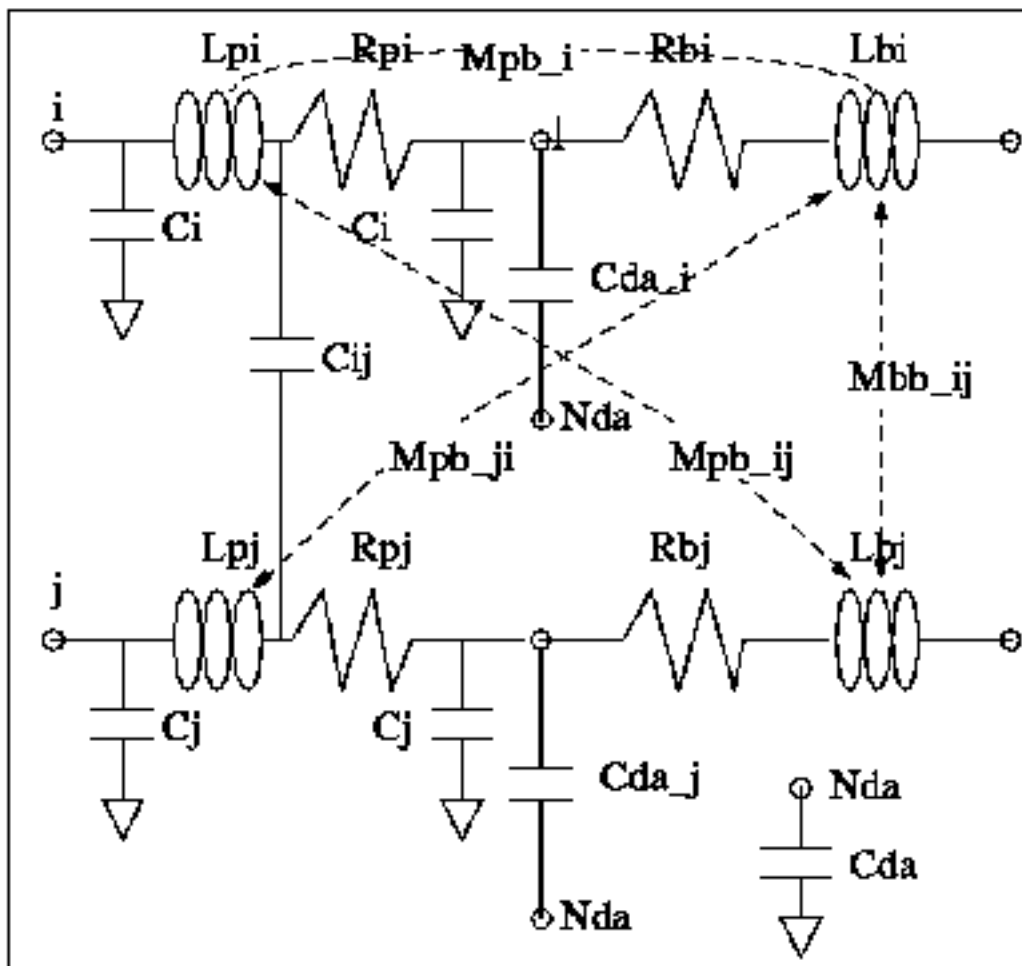 Lpi Rpi Mpb_i Rbi Lbi
i
Ci Ci Cda_i
Cij Mbb_ij
Nda
Mpb_ji Mpb_ij
Lpj Rpj Rbj Lbj
j
Cj Cj Cda_j Nda
Cda
Nda